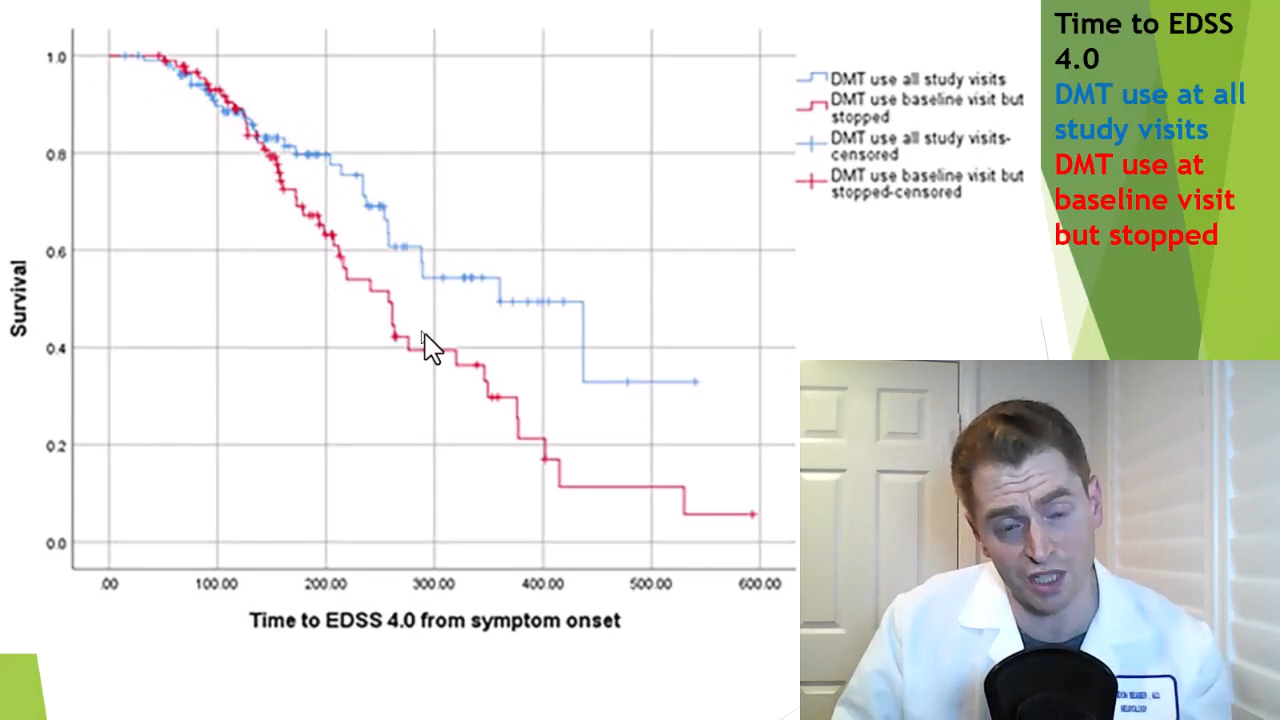 Time to EDSS
4.0
DMT use at all
study visits
DMT use at
baseline visit
but stopped
1.0
0.8
0.6
0.4
0.2
0.0
Survival
.00
100.00
200.00
300.00
400.00
500.00
600.00
Time to EDSS 4.0 from symptom onset
DMT use all study visits
DMT use baseline visit but
stopped
DMT use all study visits-
censored
DMT use baseline visit but
stopped-censored
NEUROLOGY